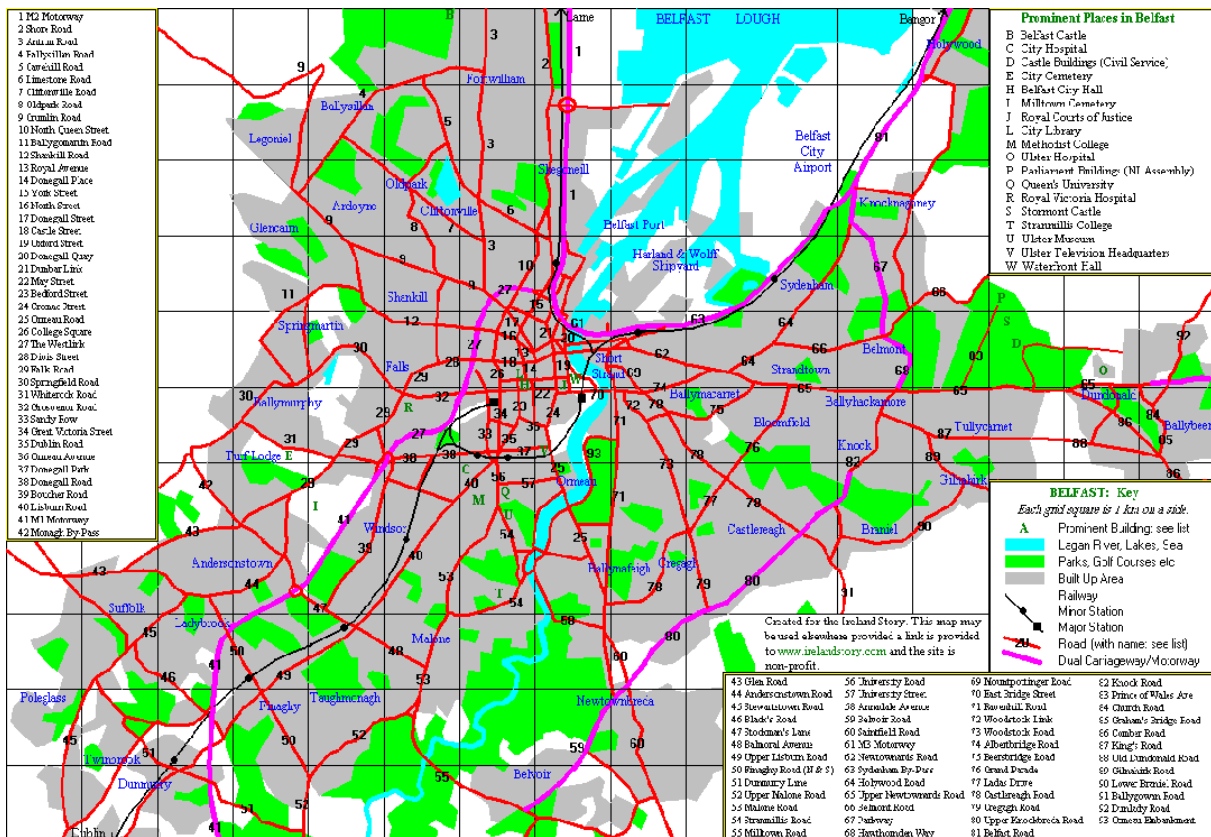 1 M2 Motorway
2 Shore Road
3 Antrim Road
4 Ballysillan Road
5 Cavehill Road
6 Limestone Road
7 Cliftonville Road
8 Oldpark Road
9 Crumlin Road
10 North Queen Street
11 Ballygomartin Road
12 Shankill Road
13 Royal Avenue
14 Donegall Place
15 York Street
16 North Street
17 Donegall Street
18 Castle Street
19 Oxford Street
20 Donegall Quay
21 Dunbar Link
22 May Street
23 Bedford Street
24 Cromac Street
25 Ormeau Road
26 College Square
27 The Westlink
28 Divis Street
29 Falls Road
30 Springfield Road
31 Whiterock Road
32 Grosvenor Road
33 Sandy Row
34 Great Victoria Street
35 Dublin Road
36 Ormeau Avenue
37 Donegall Park
38 Donegall Road
39 Boucher Road
40 Lisburn Road
41 M1 Motorway
42 Monagh By-Pass
Larne
BELFAST LOUGH
Bangor
Holywood
Fortwilliam
Ballysillan
Legoniel
Skegoneill
Belfast
City
Airport
Oldpark
Ardoyne
Cliftonville
Glencairn
Knocknagoney
Belfast Port
Harland & Wolff
Shipyard
Sydenham
Shankill
Springmartin
Falls
Short
Strand
Belmont
Strandtown
Ballymacarret
Ballyhackamore
Dundonald
Ballymurphy
Bloomfield
Tullycarnet
Ballybeen
Knock
Turf Lodge
Ormeau
Gilnahirk
Windsor
Castlereagh
Braniel
Andersonstown
Ballynafeigh
Cregagh
Suffolk
Ladybrook
Malone
Poleglass
Finaghy
Taughmonagh
Newtownbreda
Twinbrook
Dunmurry
Belvoir
Dublin
Prominent Places in Belfast
B Belfast Castle
C City Hospital
D Castle Buildings (Civil Service)
E City Cemetery
H Belfast City Hall
I Milltown Cemetery
J Royal Courts of Justice
L City Library
M Methodist College
O Ulster Hospital
P Parliament Buildings (NI Assembly)
Q Queen's University
R Royal Victoria Hospital
S Stormont Castle
T Stranmillis College
U Ulster Museum
V Ulster Television Headquarters
W Waterfront Hall
BELFAST: Key
Each grid square is 1 km on a side.
A Prominent Building: see list
Lagan River, Lakes, Sea
Parks, Golf Courses etc
Built Up Area
Railway
Minor Station
Major Station
Road (with name: see list)
Dual Carriageway/Motorway
Created for the Ireland Story. This map may
be used elsewhere provided a link is provided
to www.irelandstory.com and the site is
non-profit.
43 Glen Road
44 Andersonstown Road
45 Stewartstown Road
46 Black's Road
47 Stockman's Lane
48 Balmoral Avenue
49 Upper Lisburn Road
50 Finaghy Road (N & S)
51 Dunmurry Lane
52 Upper Malone Road
53 Malone Road
54 Stranmillis Road
55 Milltown Road
56 University Road
57 University Street
58 Annadale Avenue
59 Belvoir Road
60 Saintfield Road
61 M3 Motorway
62 Newtownards Road
63 Sydenham By-Pass
64 Holywood Road
65 Upper Newtownards Road
66 Belmont Road
67 Parkway
68 Hawthornden Way
69 Mountpottinger Road
70 East Bridge Street
71 Ravenhill Road
72 Woodstock Link
73 Woodstock Road
74 Albertbridge Road
75 Beersbridge Road
76 Grand Parade
77 Ladas Drive
78 Castlereagh Road
79 Cregagh Road
80 Upper Knockbreda Road
81 Belfast Road
82 Knock Road
83 Prince of Wales Ave
84 Church Road
85 Graham's Bridge Road
86 Comber Road
87 King's Road
88 Old Dundonald Road
89 Gilnahirk Road
90 Lower Braniel Road
91 Ballygowan Road
92 Dunlady Road
93 Ormeau Embankment